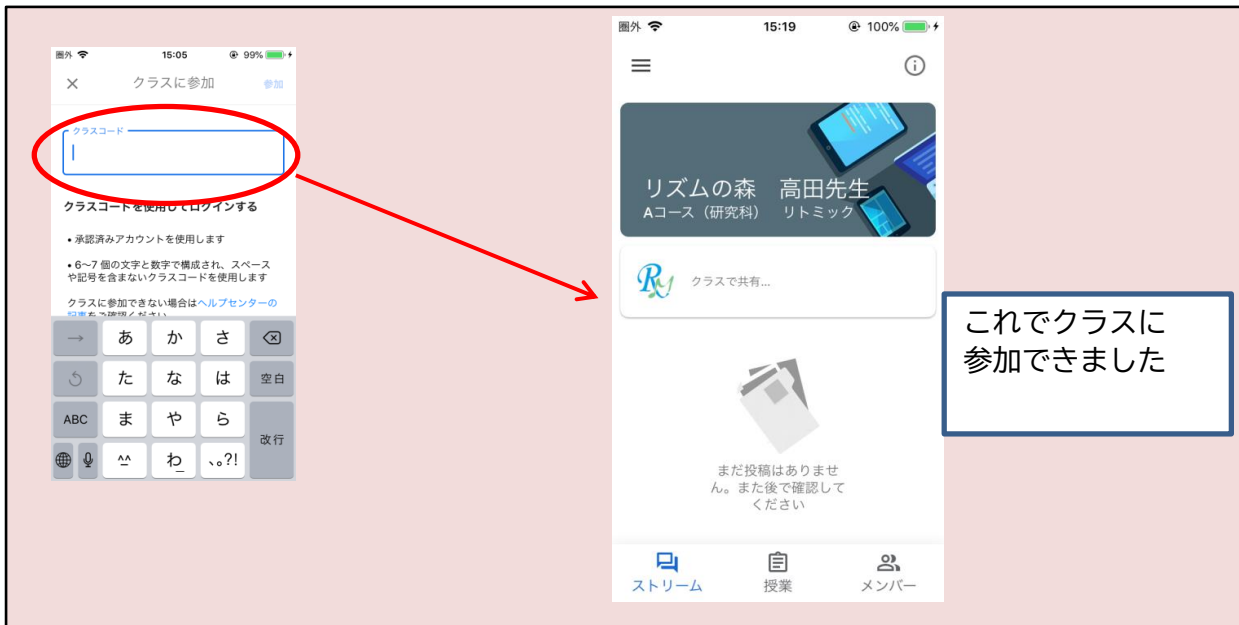 圏外 15:05 99%
クラスに参加 参加
クラスコード
クラスコードを使用してログインする
• 承認済みアカウントを使用します
• 6〜7 個の文字と数字で構成され、スペース
や記号を含まないクラスコードを使用します
クラスに参加できない場合はヘルプセンターの
記事をご確認ください
→ あ か さ
た な は 空白
ABC ま や ら
改行
^^ わ 、。?!
圏外 15:19 100%
リズムの森 高田先生
Aコース（研究科） リトミック
クラスで共有...
まだ投稿はありませ
ん。また後で確認して
ください
ストリーム 授業 メンバー
これでクラスに
参加できました